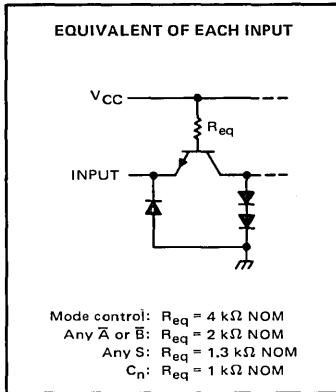 EQUIVALENT OF EACH INPUT
VCC
Req
INPUT
Mode control: Req = 4 kΩ NOM
Any A̅ or B̅: Req = 2 kΩ NOM
Any S: Req = 1.3 kΩ NOM
Cn: Req = 1 kΩ NOM